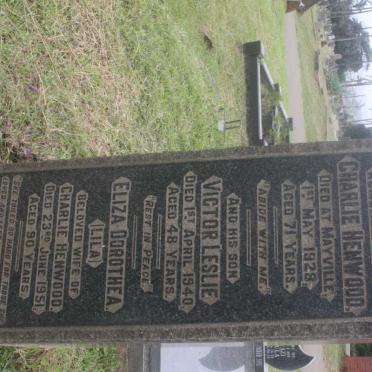 CHARLIE HENWOOD
DIED AT MAYVILLE,
1ST MAY 1928
AGED 71 YEARS.
"ABIDE WITH ME."
AND HIS SON
VICTOR LESLIE
DIED 1ST APRIL 1940
AGED 48 YEARS
"REST IN PEACE."
ELIZA DOROTHEA
(LILA)
BELOVED WIFE OF
CHARLIE HENWOOD
DIED 23RD JUNE 1951
AGED 90 YEARS